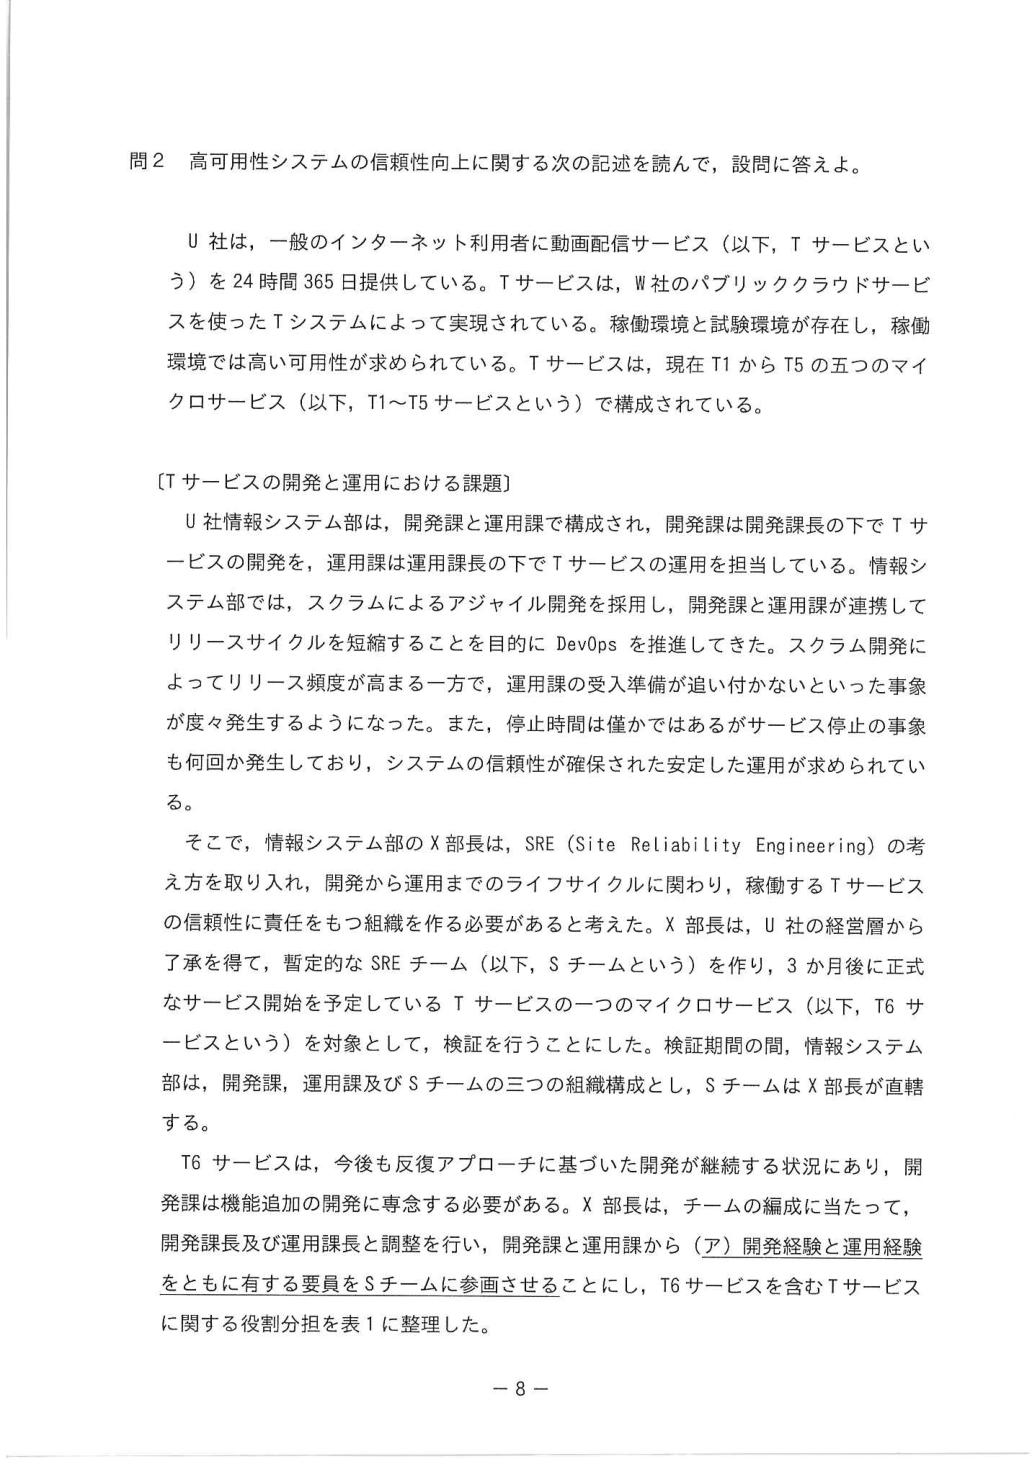 問２　高可用性システムの信頼性向上に関する次の記述を読んで，設問に答えよ。
U 社は，一般のインターネット利用者に動画配信サービス（以下，T サービスとい
う）を 24 時間 365 日提供している。T サービスは，W 社のパブリッククラウドサービ
スを使った T システムによって実現されている。稼働環境と試験環境が存在し，稼働
環境では高い可用性が求められている。T サービスは，現在 T1 から T5 の五つのマイ
クロサービス（以下，T1～T5 サービスという）で構成されている。
〔T サービスの開発と運用における課題〕
U 社情報システム部は，開発課と運用課で構成され，開発課は開発課長の下で T サ
ービスの開発を，運用課は運用課長の下で T サービスの運用を担当している。情報シ
ステム部では，スクラムによるアジャイル開発を採用し，開発課と運用課が連携して
リリースサイクルを短縮することを目的に DevOps を推進してきた。スクラム開発に
よってリリース頻度が高まる一方で，運用課の受入準備が追い付かないといった事象
が度々発生するようになった。また，停止時間は僅かではあるがサービス停止の事象
も何回か発生しており，システムの信頼性が確保された安定した運用が求められてい
る。
そこで，情報システム部の X 部長は，SRE（Site Reliability Engineering）の考
え方を取り入れ，開発から運用までのライフサイクルに関わり，稼働する T サービス
の信頼性に責任をもつ組織を作る必要があると考えた。X 部長は，U 社の経営層から
了承を得て，暫定的な SRE チーム（以下，S チームという）を作り，3 か月後に正式
なサービス開始を予定している T サービスの一つのマイクロサービス（以下，T6 サ
ービスという）を対象として，検証を行うことにした。検証期間の間，情報システム
部は，開発課，運用課及び S チームの三つの組織構成とし，S チームは X 部長が直轄
する。
T6 サービスは，今後も反復アプローチに基づいた開発が継続する状況にあり，開
発課は機能追加の開発に専念する必要がある。X 部長は，チームの編成に当たって，
開発課長及び運用課長と調整を行い，開発課と運用課から（ア）開発経験と運用経験
をともに有する要員を S チームに参画させることにし，T6 サービスを含む T サービス
に関する役割分担を表 1 に整理した。
－ 8 －